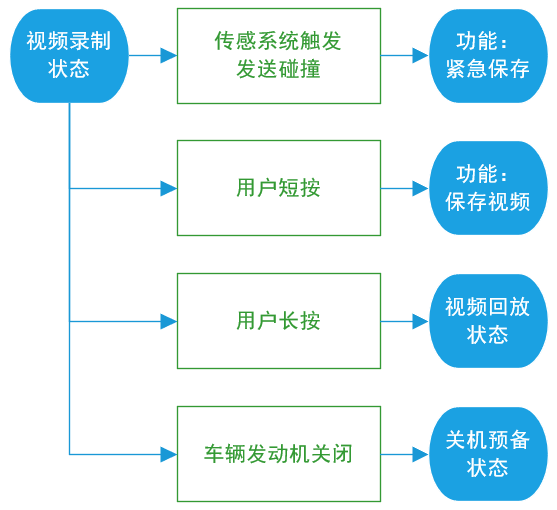 视频录制
状态
传感系统触发
发送碰撞
功能：
紧急保存
用户短按
功能：
保存视频
用户长按
视频回放
状态
车辆发动机关闭
关机预备
状态